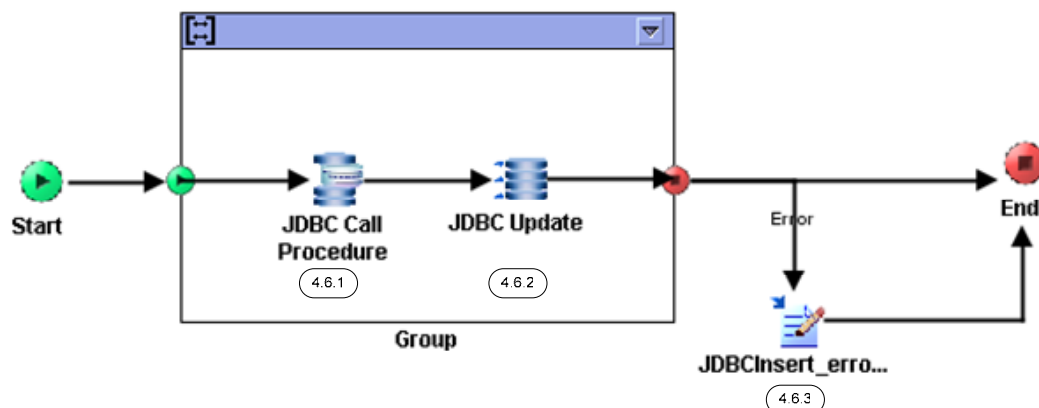 Start
JDBC Call
Procedure
4.6.1
JDBC Update
4.6.2
Group
Error
End
JDBCInsert_erro...
4.6.3